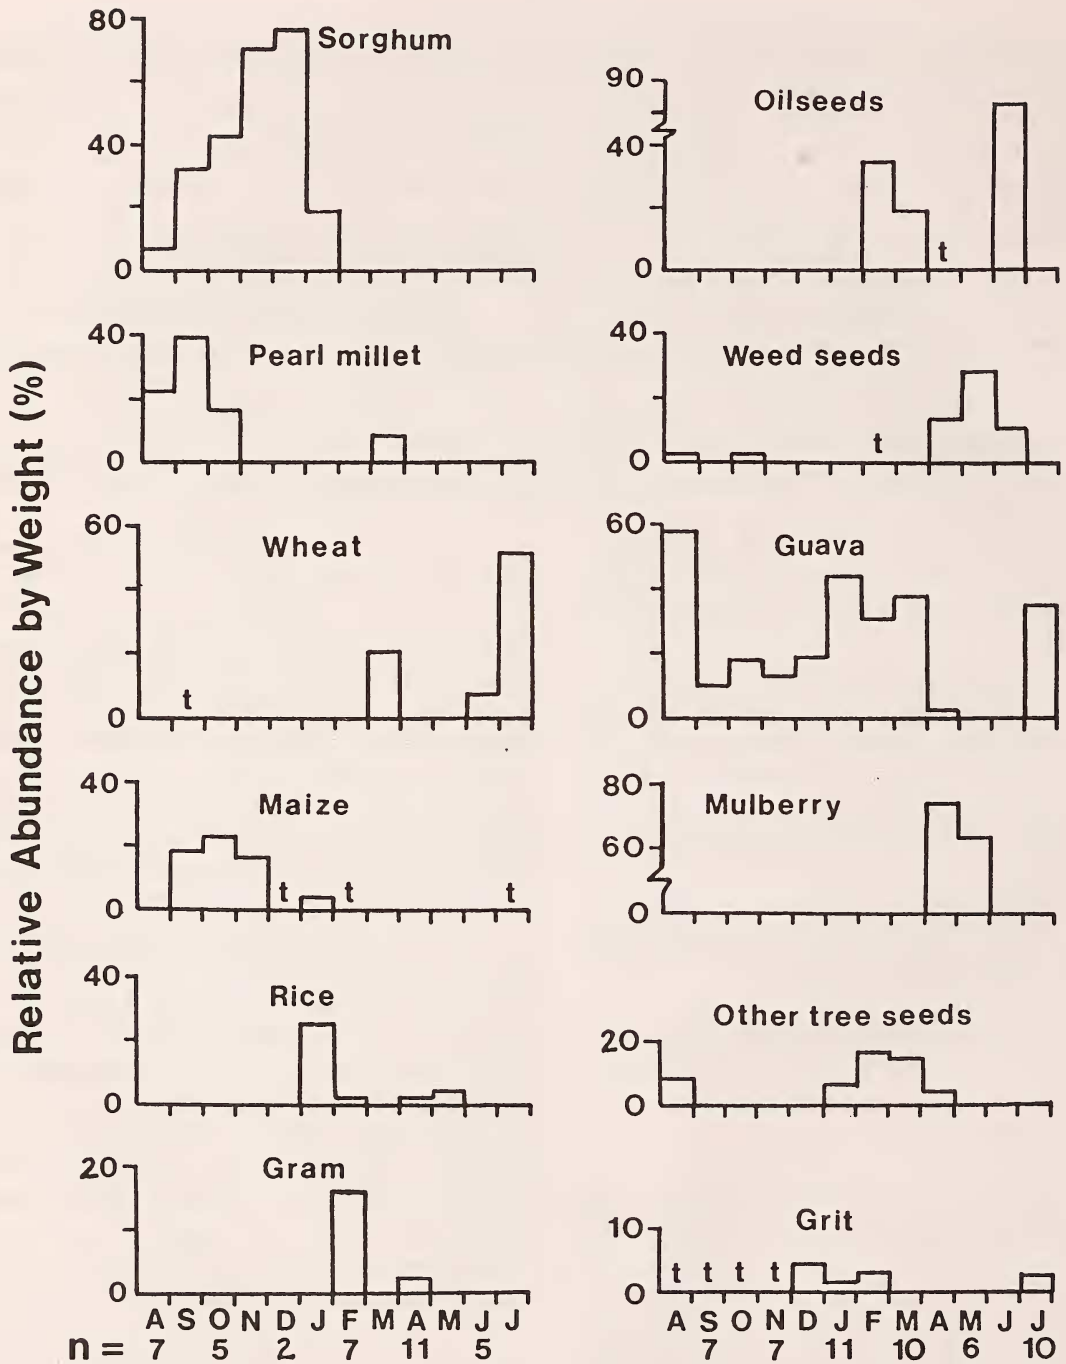 Relative Abundance by Weight (%)
80
Sorghum
40
0
40
Pearl millet
0
60
Wheat
t
0
40
Maize
t t t
0
40
Rice
0
20
Gram
0
A S O N D J F M A M J J
n = 7 5 2 7 11 5
90
Oilseeds
40
t
0
40
Weed seeds
t
0
60
Guava
0
80
Mulberry
60
0
Other tree seeds
20
0
Grit
10
t t t t
0
A S O N D J F M A M J J
7 7 11 10 6 10